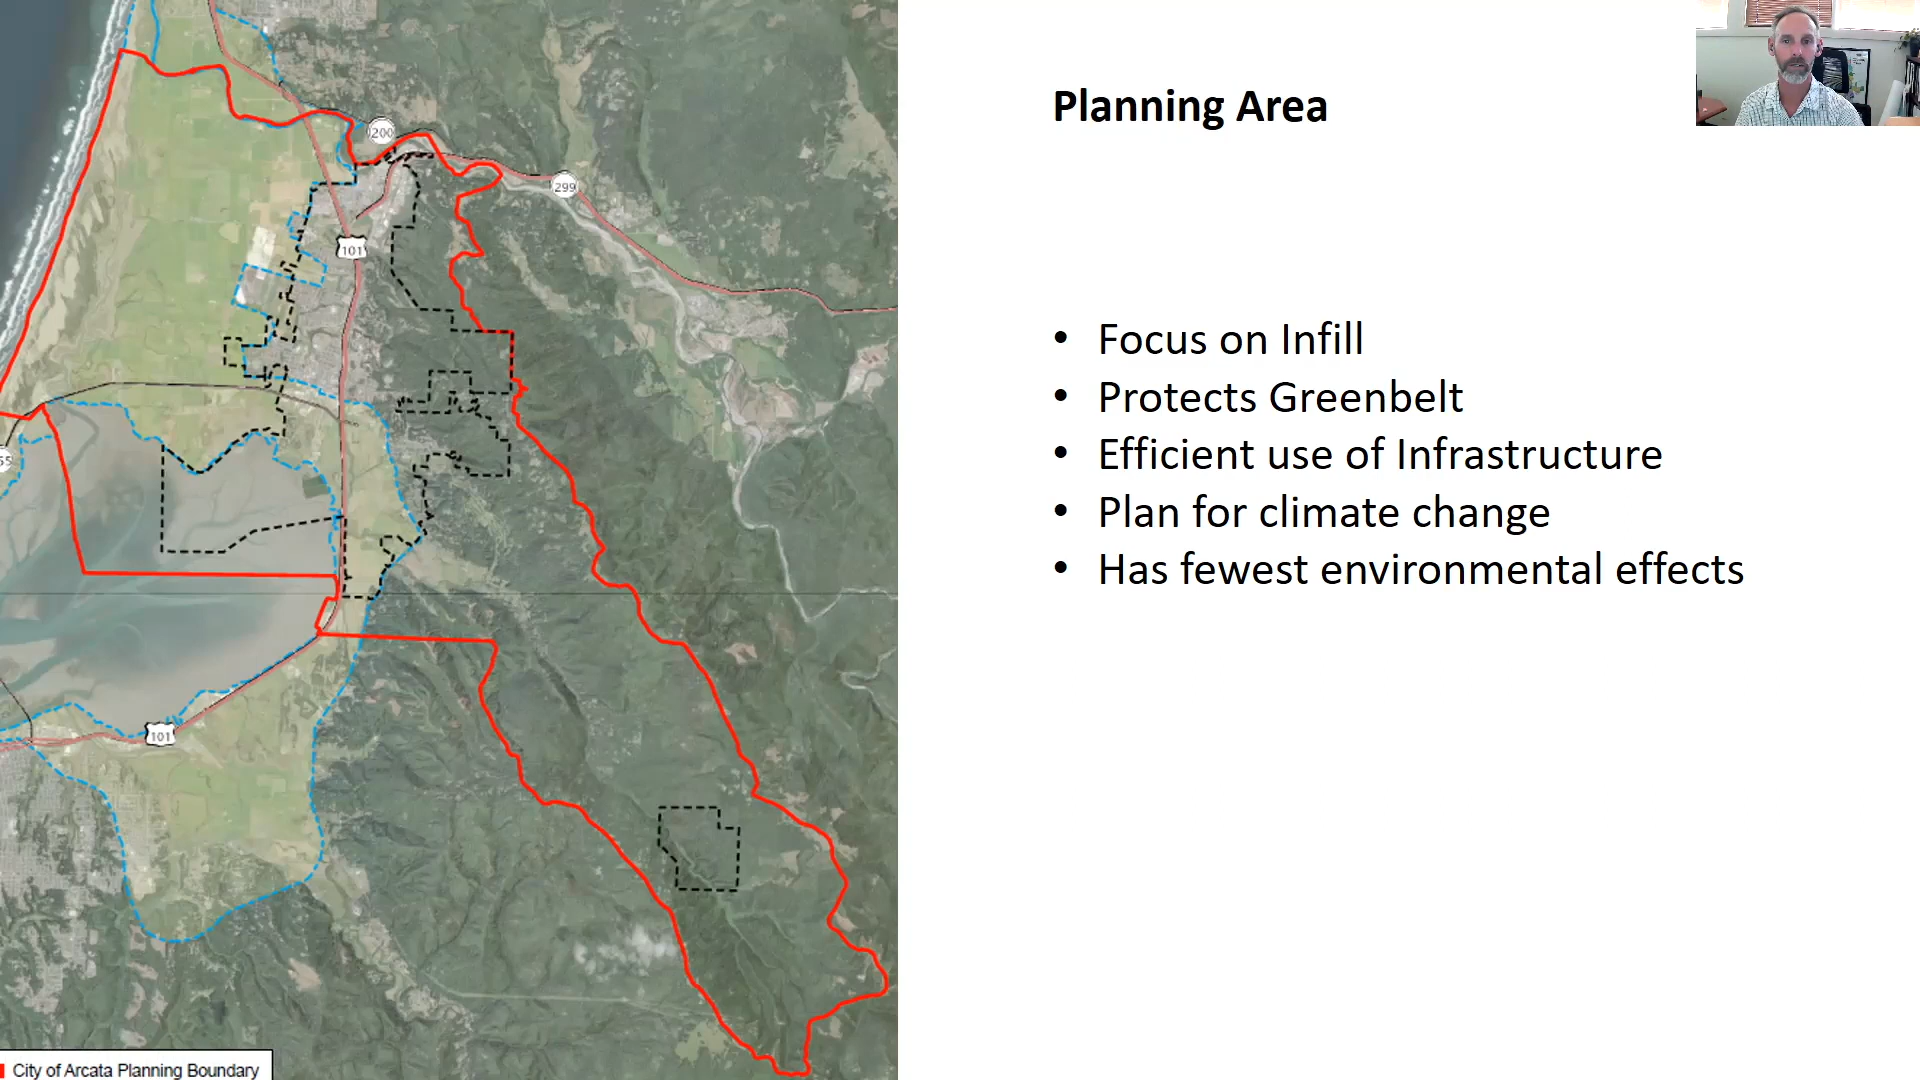 Planning Area
200
299
101
55
101
• Focus on Infill
• Protects Greenbelt
• Efficient use of Infrastructure
• Plan for climate change
• Has fewest environmental effects
City of Arcata Planning Boundary